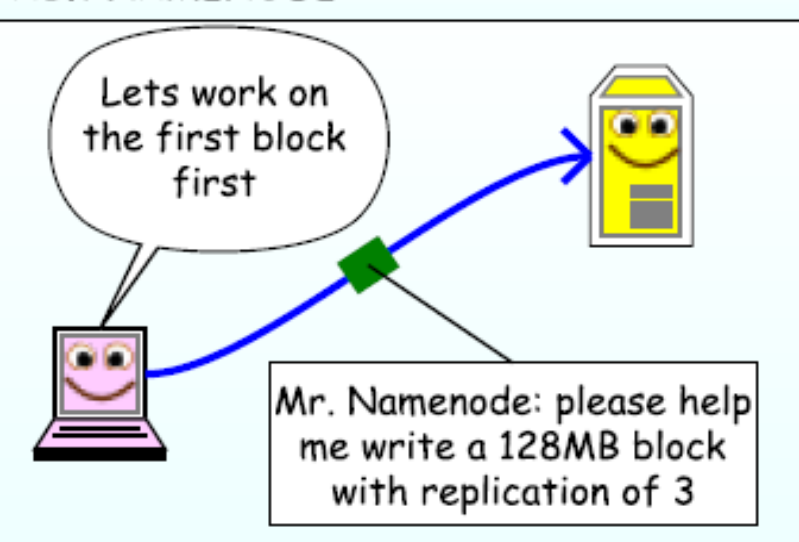 Lets work on
the first block
first
Mr. Namenode: please help
me write a 128MB block
with replication of 3